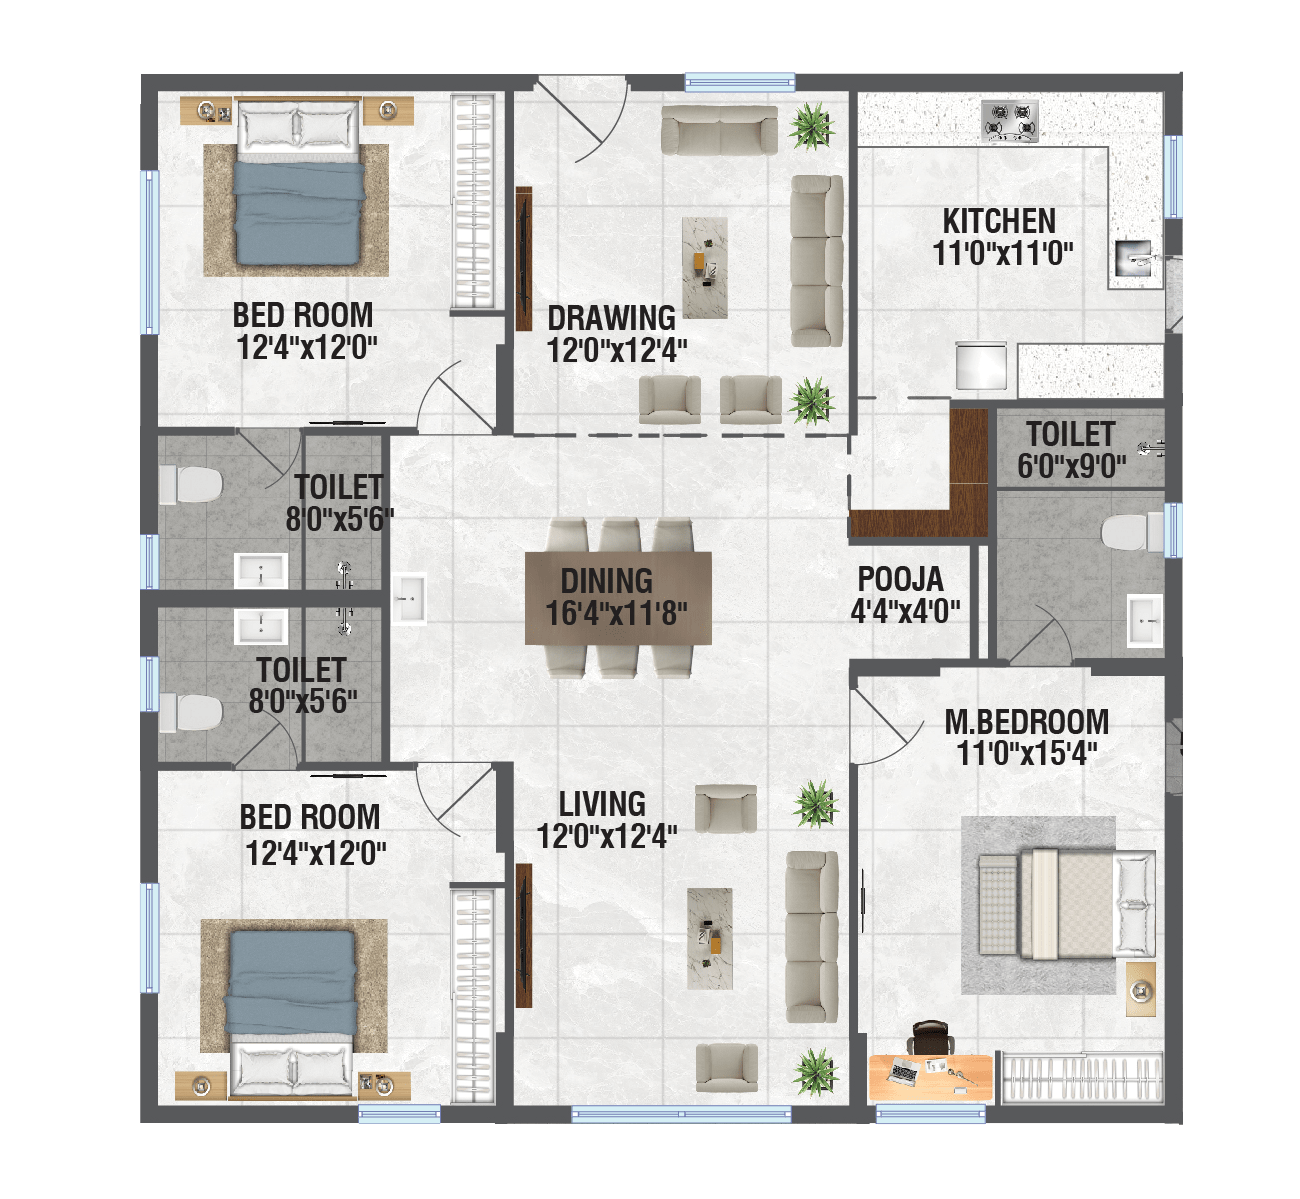 KITCHEN
11'0"x11'0"
BED ROOM
12'4"x12'0"
DRAWING
12'0"x12'4"
TOILET
6'0"x9'0"
TOILET
8'0"x5'6"
DINING
16'4"x11'8"
POOJA
4'4"x4'0"
TOILET
8'0"x5'6"
M.BEDROOM
11'0"x15'4"
LIVING
12'0"x12'4"
BED ROOM
12'4"x12'0"